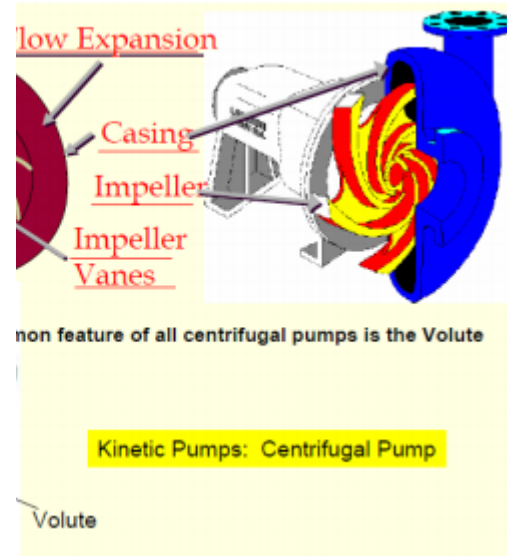 low Expansion
Casing
Impeller
Impeller
Vanes
mon feature of all centrifugal pumps is the Volute
Kinetic Pumps: Centrifugal Pump
Volute